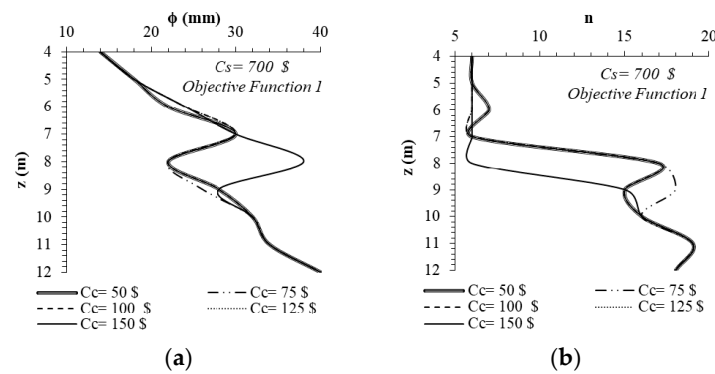 ϕ (mm)
10 20 30 40
4
5
6
7
8
9
10
11
12
z (m)
Cs= 700 $
Objective Function 1
Cc= 50 $ Cc= 75 $
Cc= 100 $ Cc= 125 $
Cc= 150 $
(a)
n
5 10 15 20
4
5
6
7
8
9
10
11
12
z (m)
Cs= 700 $
Objective Function 1
Cc= 50 $ Cc= 75 $
Cc= 100 $ Cc= 125 $
Cc= 150 $
(b)